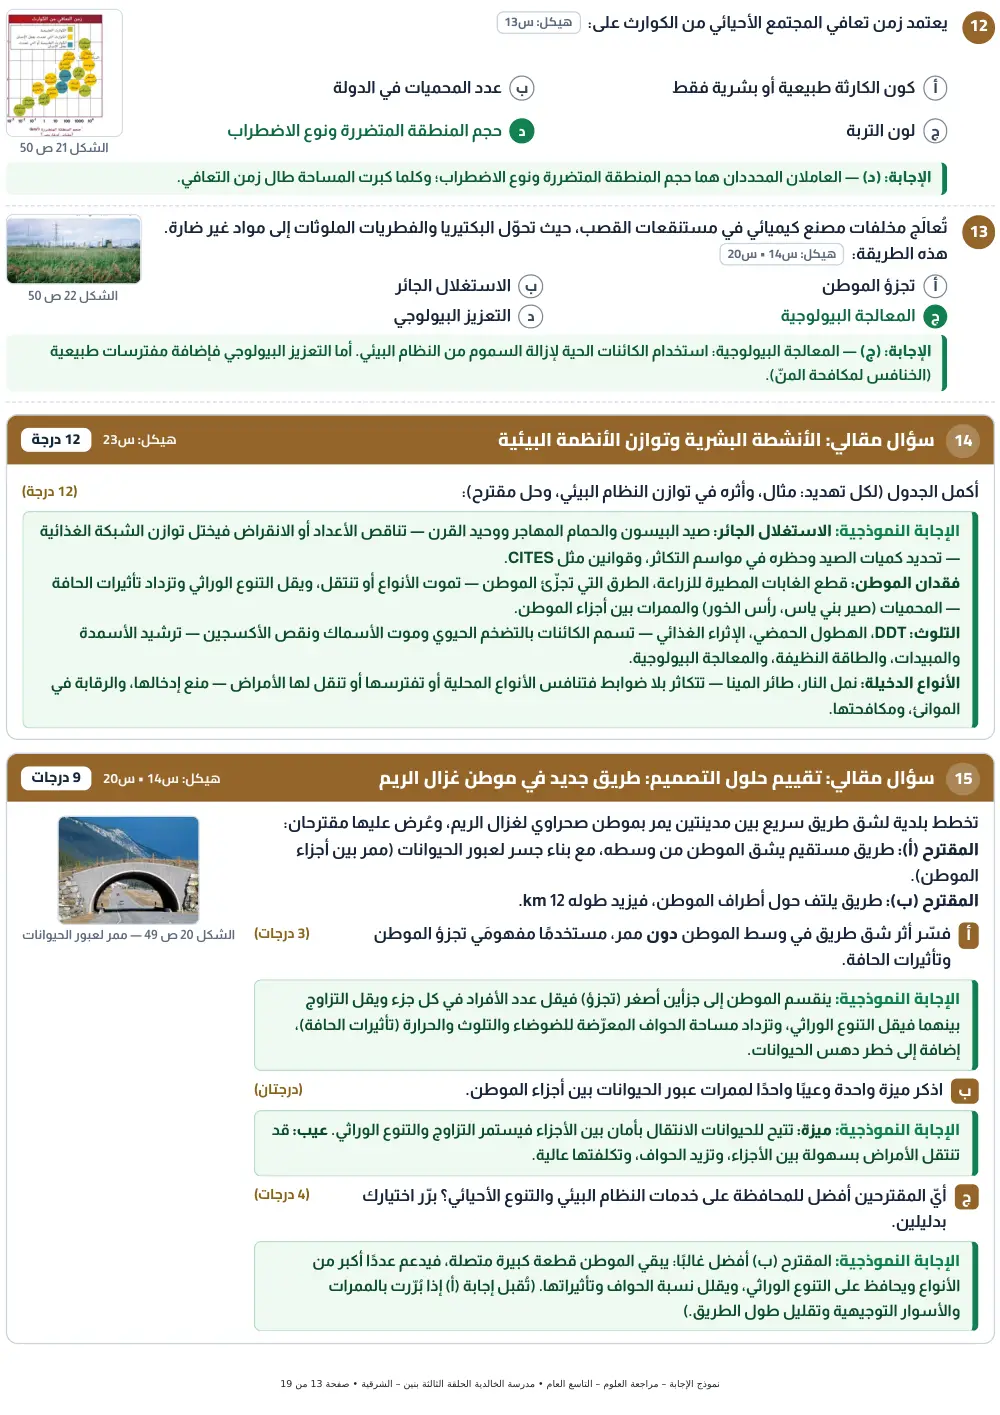 12 يعتمد زمن تعافي المجتمع الأحيائي من الكوارث على: هيكل: س13
زمن التعافي من الكوارث
أ كون الكارثة طبيعية أو بشرية فقط
ب عدد المحميات في الدولة
ج لون التربة
د حجم المنطقة المتضررة ونوع الاضطراب
الشكل 21 ص 50
الإجابة: (د) — العاملان المحددان هما حجم المنطقة المتضررة ونوع الاضطراب؛ وكلما كبرت المساحة طال زمن التعافي.
13 تُعالَج مخلفات مصنع كيميائي في مستنقعات القصب، حيث تحوّل البكتيريا والفطريات الملوثات إلى مواد غير ضارة.
هذه الطريقة: هيكل: س14 • س20
أ تجزؤ الموطن
ب الاستغلال الجائر
ج المعالجة البيولوجية
د التعزيز البيولوجي
الشكل 22 ص 50
الإجابة: (ج) — المعالجة البيولوجية: استخدام الكائنات الحية لإزالة السموم من النظام البيئي. أما التعزيز البيولوجي فإضافة مفترسات طبيعية
(الخنافس لمكافحة المنّ).
14 سؤال مقالي: الأنشطة البشرية وتوازن الأنظمة البيئية هيكل: س23 12 درجة
أكمل الجدول (لكل تهديد: مثال، وأثره في توازن النظام البيئي، وحل مقترح): (12 درجة)
الإجابة النموذجية: الاستغلال الجائر: صيد البيسون والحمام المهاجر ووحيد القرن — تناقص الأعداد أو الانقراض فيختل توازن الشبكة الغذائية
— تحديد كميات الصيد وحظره في مواسم التكاثر، وقوانين مثل CITES.
فقدان الموطن: قطع الغابات المطيرة للزراعة، الطرق التي تجزّئ الموطن — تموت الأنواع أو تنتقل، ويقل التنوع الوراثي وتزداد تأثيرات الحافة
— المحميات (صير بني ياس، رأس الخور) والممرات بين أجزاء الموطن.
التلوث: DDT، الهطول الحمضي، الإثراء الغذائي — تسمم الكائنات بالتضخم الحيوي وموت الأسماك ونقص الأكسجين — ترشيد الأسمدة
والمبيدات، والطاقة النظيفة، والمعالجة البيولوجية.
الأنواع الدخيلة: نمل النار، طائر المينا — تتكاثر بلا ضوابط فتنافس الأنواع المحلية أو تفترسها أو تنقل لها الأمراض — منع إدخالها، والرقابة في
الموانئ، ومكافحتها.
15 سؤال مقالي: تقييم حلول التصميم: طريق جديد في موطن غزال الريم هيكل: س14 • س20 9 درجات
تخطط بلدية لشق طريق سريع بين مدينتين يمر بموطن صحراوي لغزال الريم، وعُرض عليها مقترحان:
المقترح (أ): طريق مستقيم يشق الموطن من وسطه، مع بناء جسر لعبور الحيوانات (ممر بين أجزاء
الموطن).
المقترح (ب): طريق يلتف حول أطراف الموطن، فيزيد طوله 12 km.
الشكل 20 ص 49 — ممر لعبور الحيوانات
أ فسّر أثر شق طريق في وسط الموطن دون ممر، مستخدمًا مفهومَي تجزؤ الموطن (3 درجات)
وتأثيرات الحافة.
الإجابة النموذجية: ينقسم الموطن إلى جزأين أصغر (تجزؤ) فيقل عدد الأفراد في كل جزء ويقل التزاوج
بينهما فيقل التنوع الوراثي، وتزداد مساحة الحواف المعرّضة للضوضاء والتلوث والحرارة (تأثيرات الحافة)،
إضافة إلى خطر دهس الحيوانات.
ب اذكر ميزة واحدة وعيبًا واحدًا لممرات عبور الحيوانات بين أجزاء الموطن. (درجتان)
الإجابة النموذجية: ميزة: تتيح للحيوانات الانتقال بأمان بين الأجزاء فيستمر التزاوج والتنوع الوراثي. عيب: قد
تنتقل الأمراض بسهولة بين الأجزاء، وتزيد الحواف، وتكلفتها عالية.
ج أيّ المقترحين أفضل للمحافظة على خدمات النظام البيئي والتنوع الأحيائي؟ برّر اختيارك (4 درجات)
بدليلين.
الإجابة النموذجية: المقترح (ب) أفضل غالبًا: يبقي الموطن قطعة كبيرة متصلة، فيدعم عددًا أكبر من
الأنواع ويحافظ على التنوع الوراثي، ويقلل نسبة الحواف وتأثيراتها. (تُقبل إجابة (أ) إذا بُرّرت بالممرات
والأسوار التوجيهية وتقليل طول الطريق.)
نموذج الإجابة – مراجعة العلوم – التاسع العام • مدرسة الخالدية الحلقة الثالثة بنين – الشرقية • صفحة 13 من 19